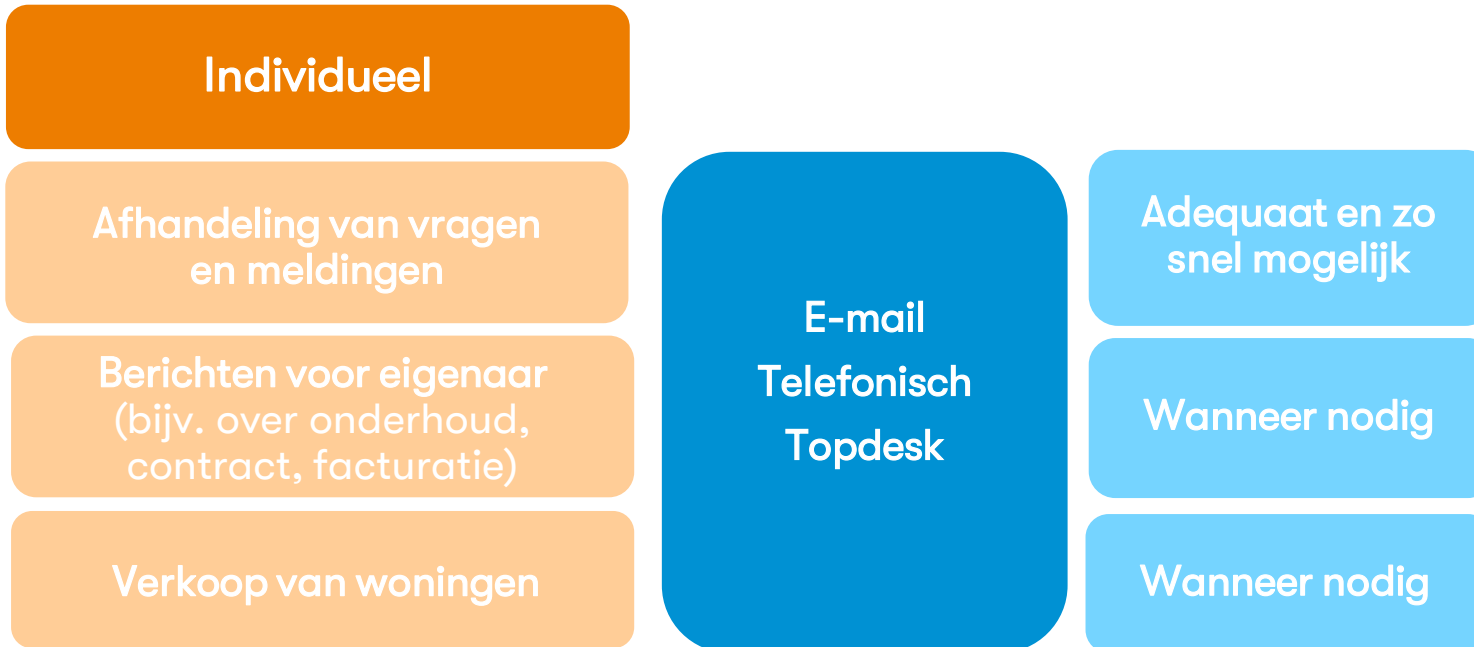 Individueel
Afhandeling van vragen
en meldingen
Berichten voor eigenaar
(bijv. over onderhoud,
contract, facturatie)
Verkoop van woningen
E-mail
Telefonisch
Topdesk
Adequaat en zo
snel mogelijk
Wanneer nodig
Wanneer nodig